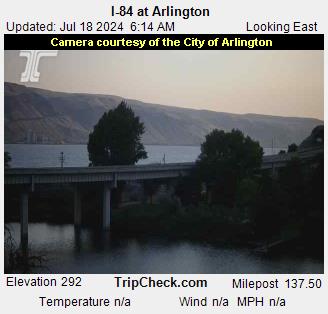 I-84 at Arlington
Updated: Jul 18 2024 6:14 AM Looking East
Camera courtesy of the City of Arlington
Elevation 292 TripCheck.com Milepost 137.50
Temperature n/a Wind n/a MPH n/a